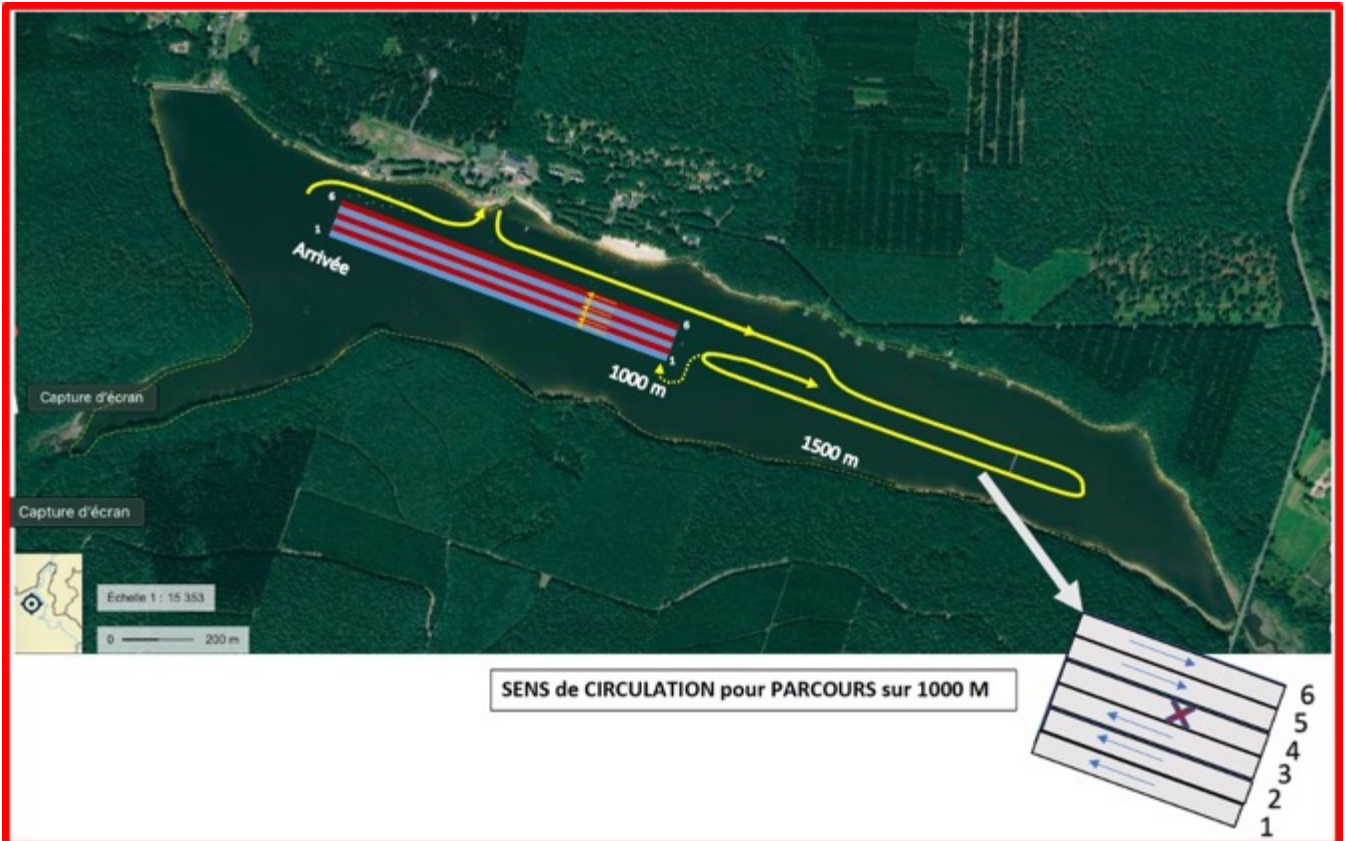 6
1
Arrivée
6
1
1000 m
1500 m
Capture d'écran
Capture d'écran
Échelle 1 : 15 353
0 200 m
SENS de CIRCULATION pour PARCOURS sur 1000 M
6
5
4
3
2
1